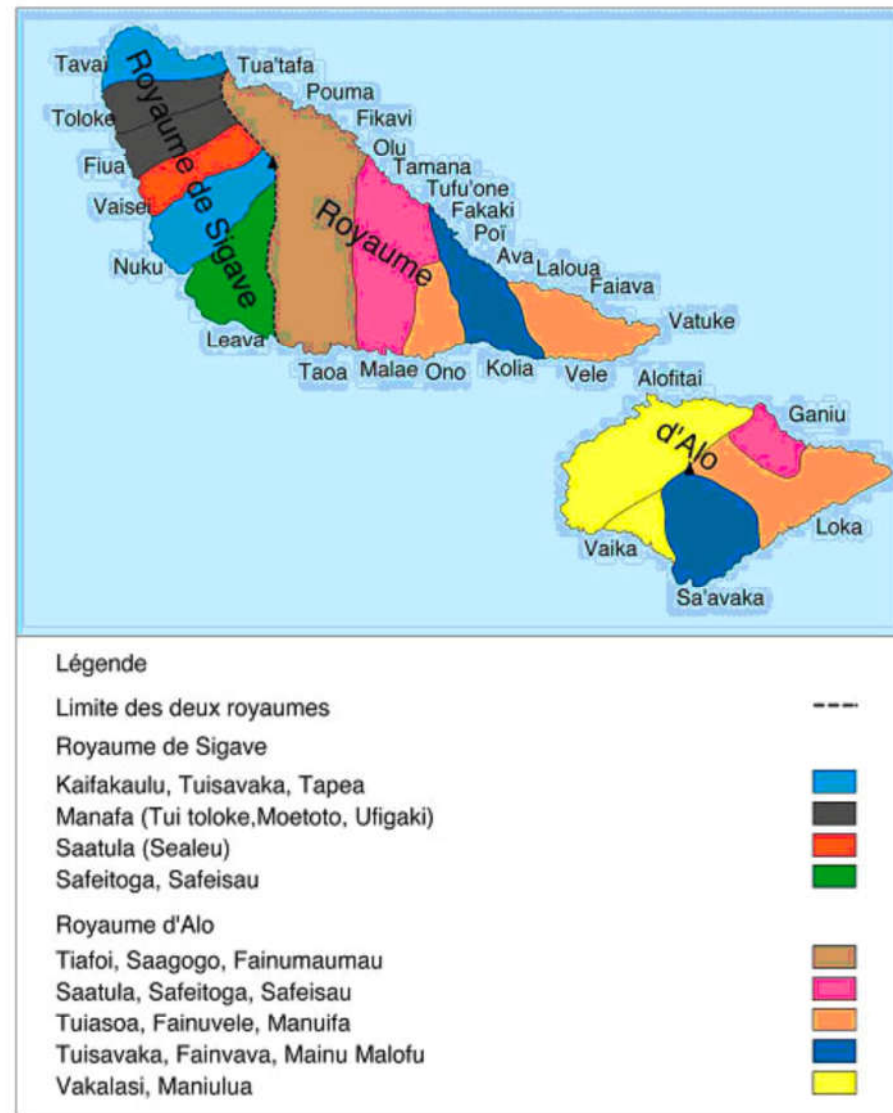 Tavai
Tua'tafa
Pouma
Toloke
Fikavi
Olu
Fiua
Tamana
Tufu'one
Vaisei
Fakaki
Poï
Nuku
Ava
Laloua
Faiava
Vatuke
Leava
Taoa
Malae
Ono
Kolia
Vele
Royaume de Sigave
Royaume
d'Alo
Alofitai
Ganiu
Loka
Vaika
Sa'avaka
Légende
Limite des deux royaumes
Royaume de Sigave
Kaifakaulu, Tuisavaka, Tapea
Manafa (Tui toloke,Moetoto, Ufigaki)
Saatula (Sealeu)
Safeitoga, Safeisau
Royaume d'Alo
Tiafoi, Saagogo, Fainumaumau
Saatula, Safeitoga, Safeisau
Tuiasoa, Fainuvele, Manuifa
Tuisavaka, Fainvava, Mainu Malofu
Vakalasi, Maniulua